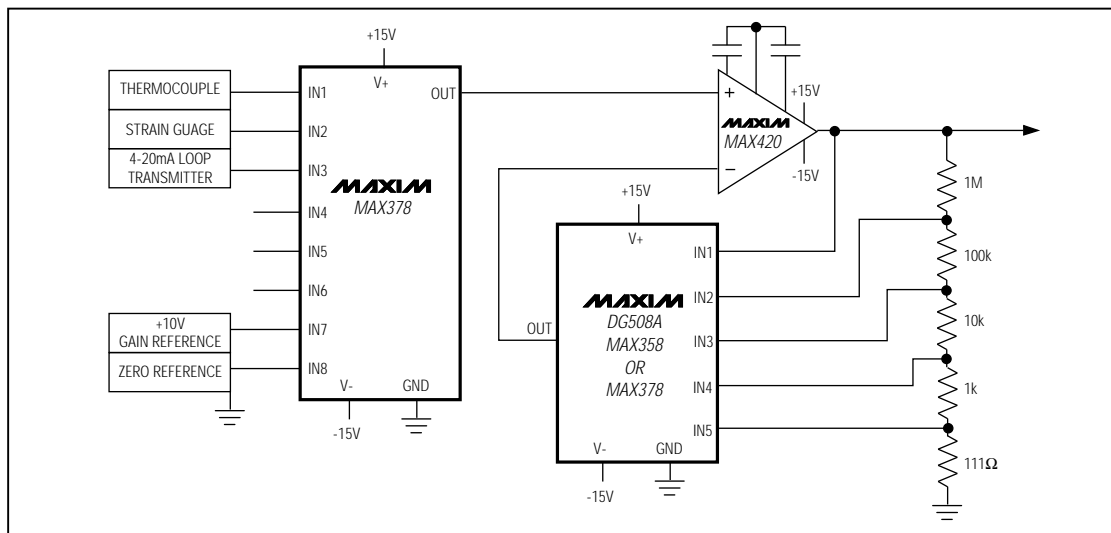 +15V
V+
THERMOCOUPLE
STRAIN GUAGE
4-20mA LOOP
TRANSMITTER
IN1
IN2
IN3
IN4
IN5
IN6
IN7
IN8
OUT
MAXIM
MAX378
+10V
GAIN REFERENCE
ZERO REFERENCE
V-
GND
-15V
+
−
MAXIM
MAX420
+15V
-15V
+15V
V+
IN1
IN2
IN3
IN4
IN5
MAXIM
DG508A
MAX358
OR
MAX378
OUT
V-
GND
-15V
1M
100k
10k
1k
111Ω